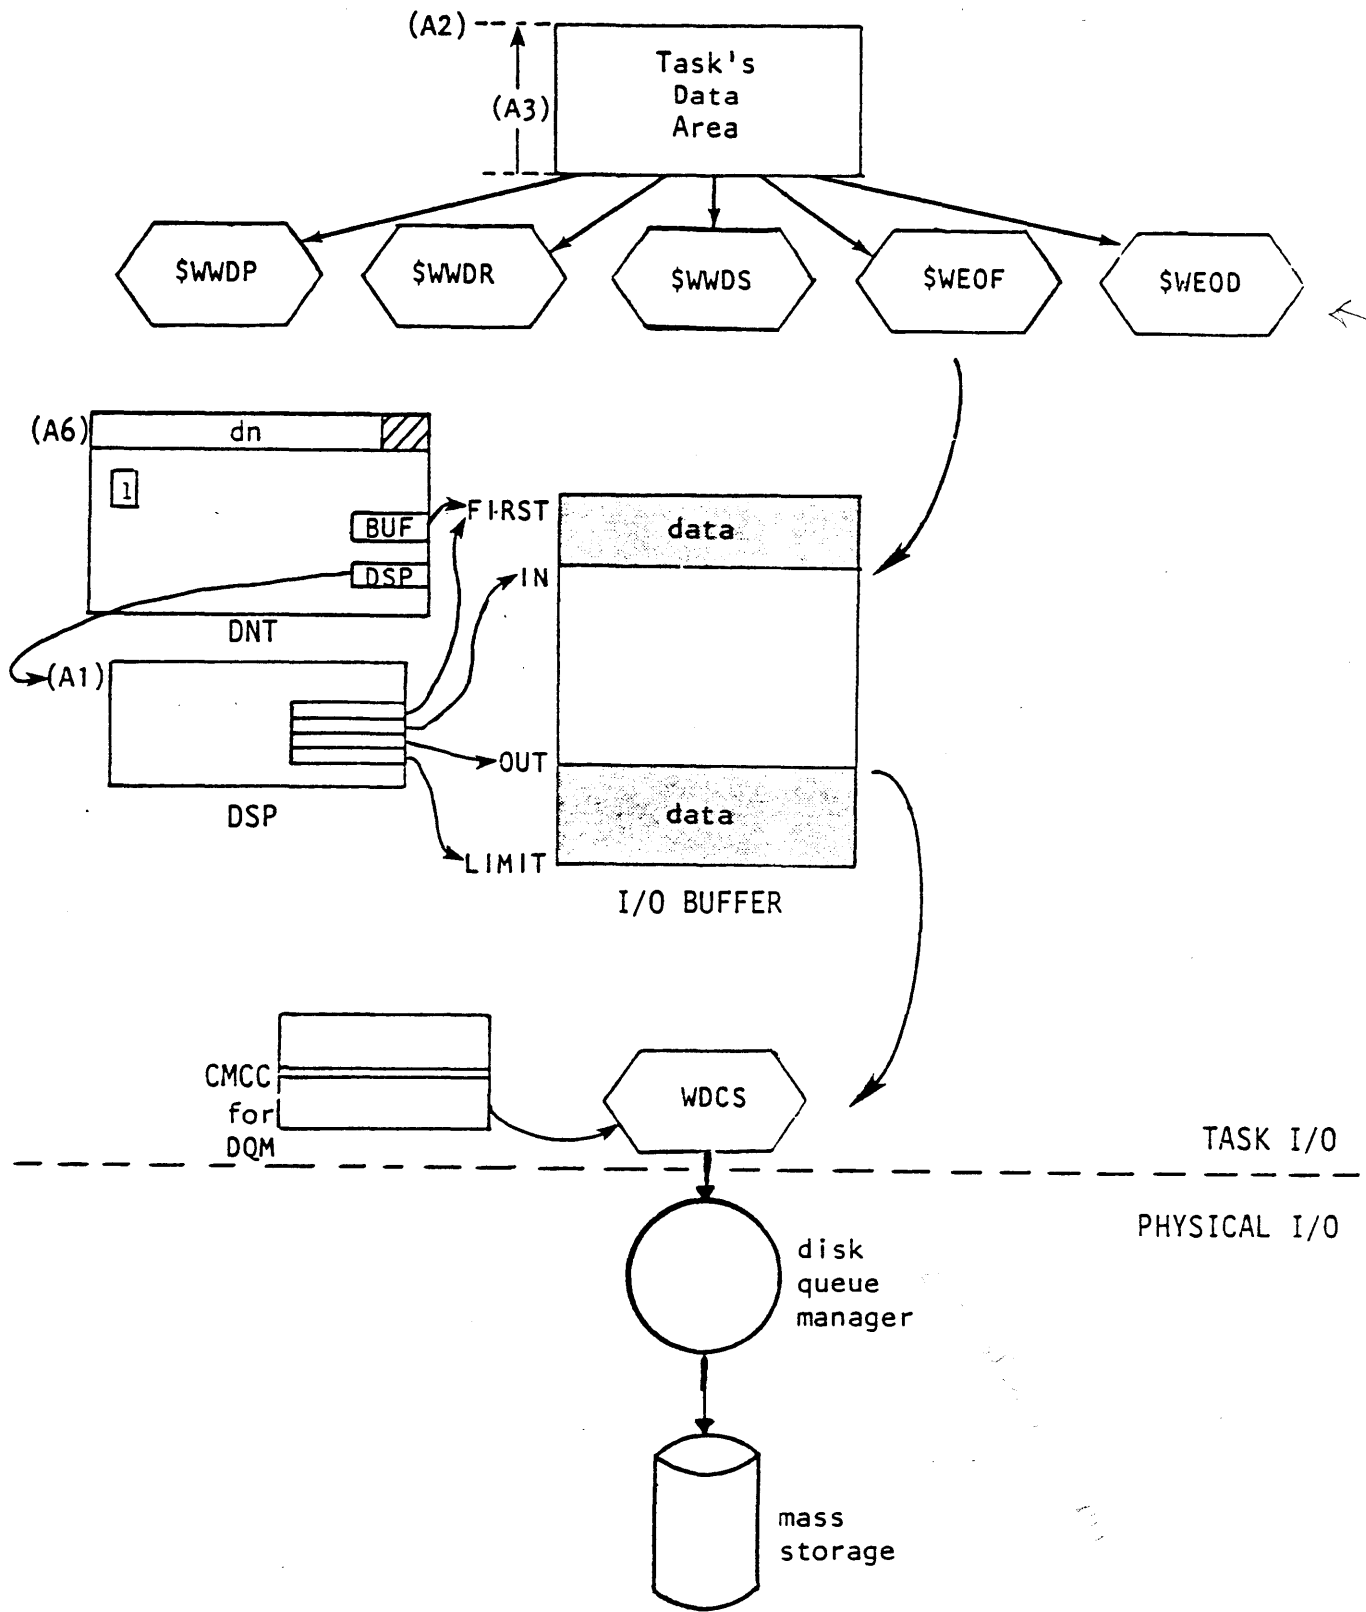 (A2)
Task's
Data
Area
(A3)
$WWDP
$WWDR
$WWDS
$WEOF
$WEOD
(A6)
dn
1
BUF
DSP
DNT
FIRST
data
IN
(A1)
DSP
OUT
data
LIMIT
I/O BUFFER
CMCC
for
DQM
WDCS
TASK I/O
PHYSICAL I/O
disk
queue
manager
mass
storage